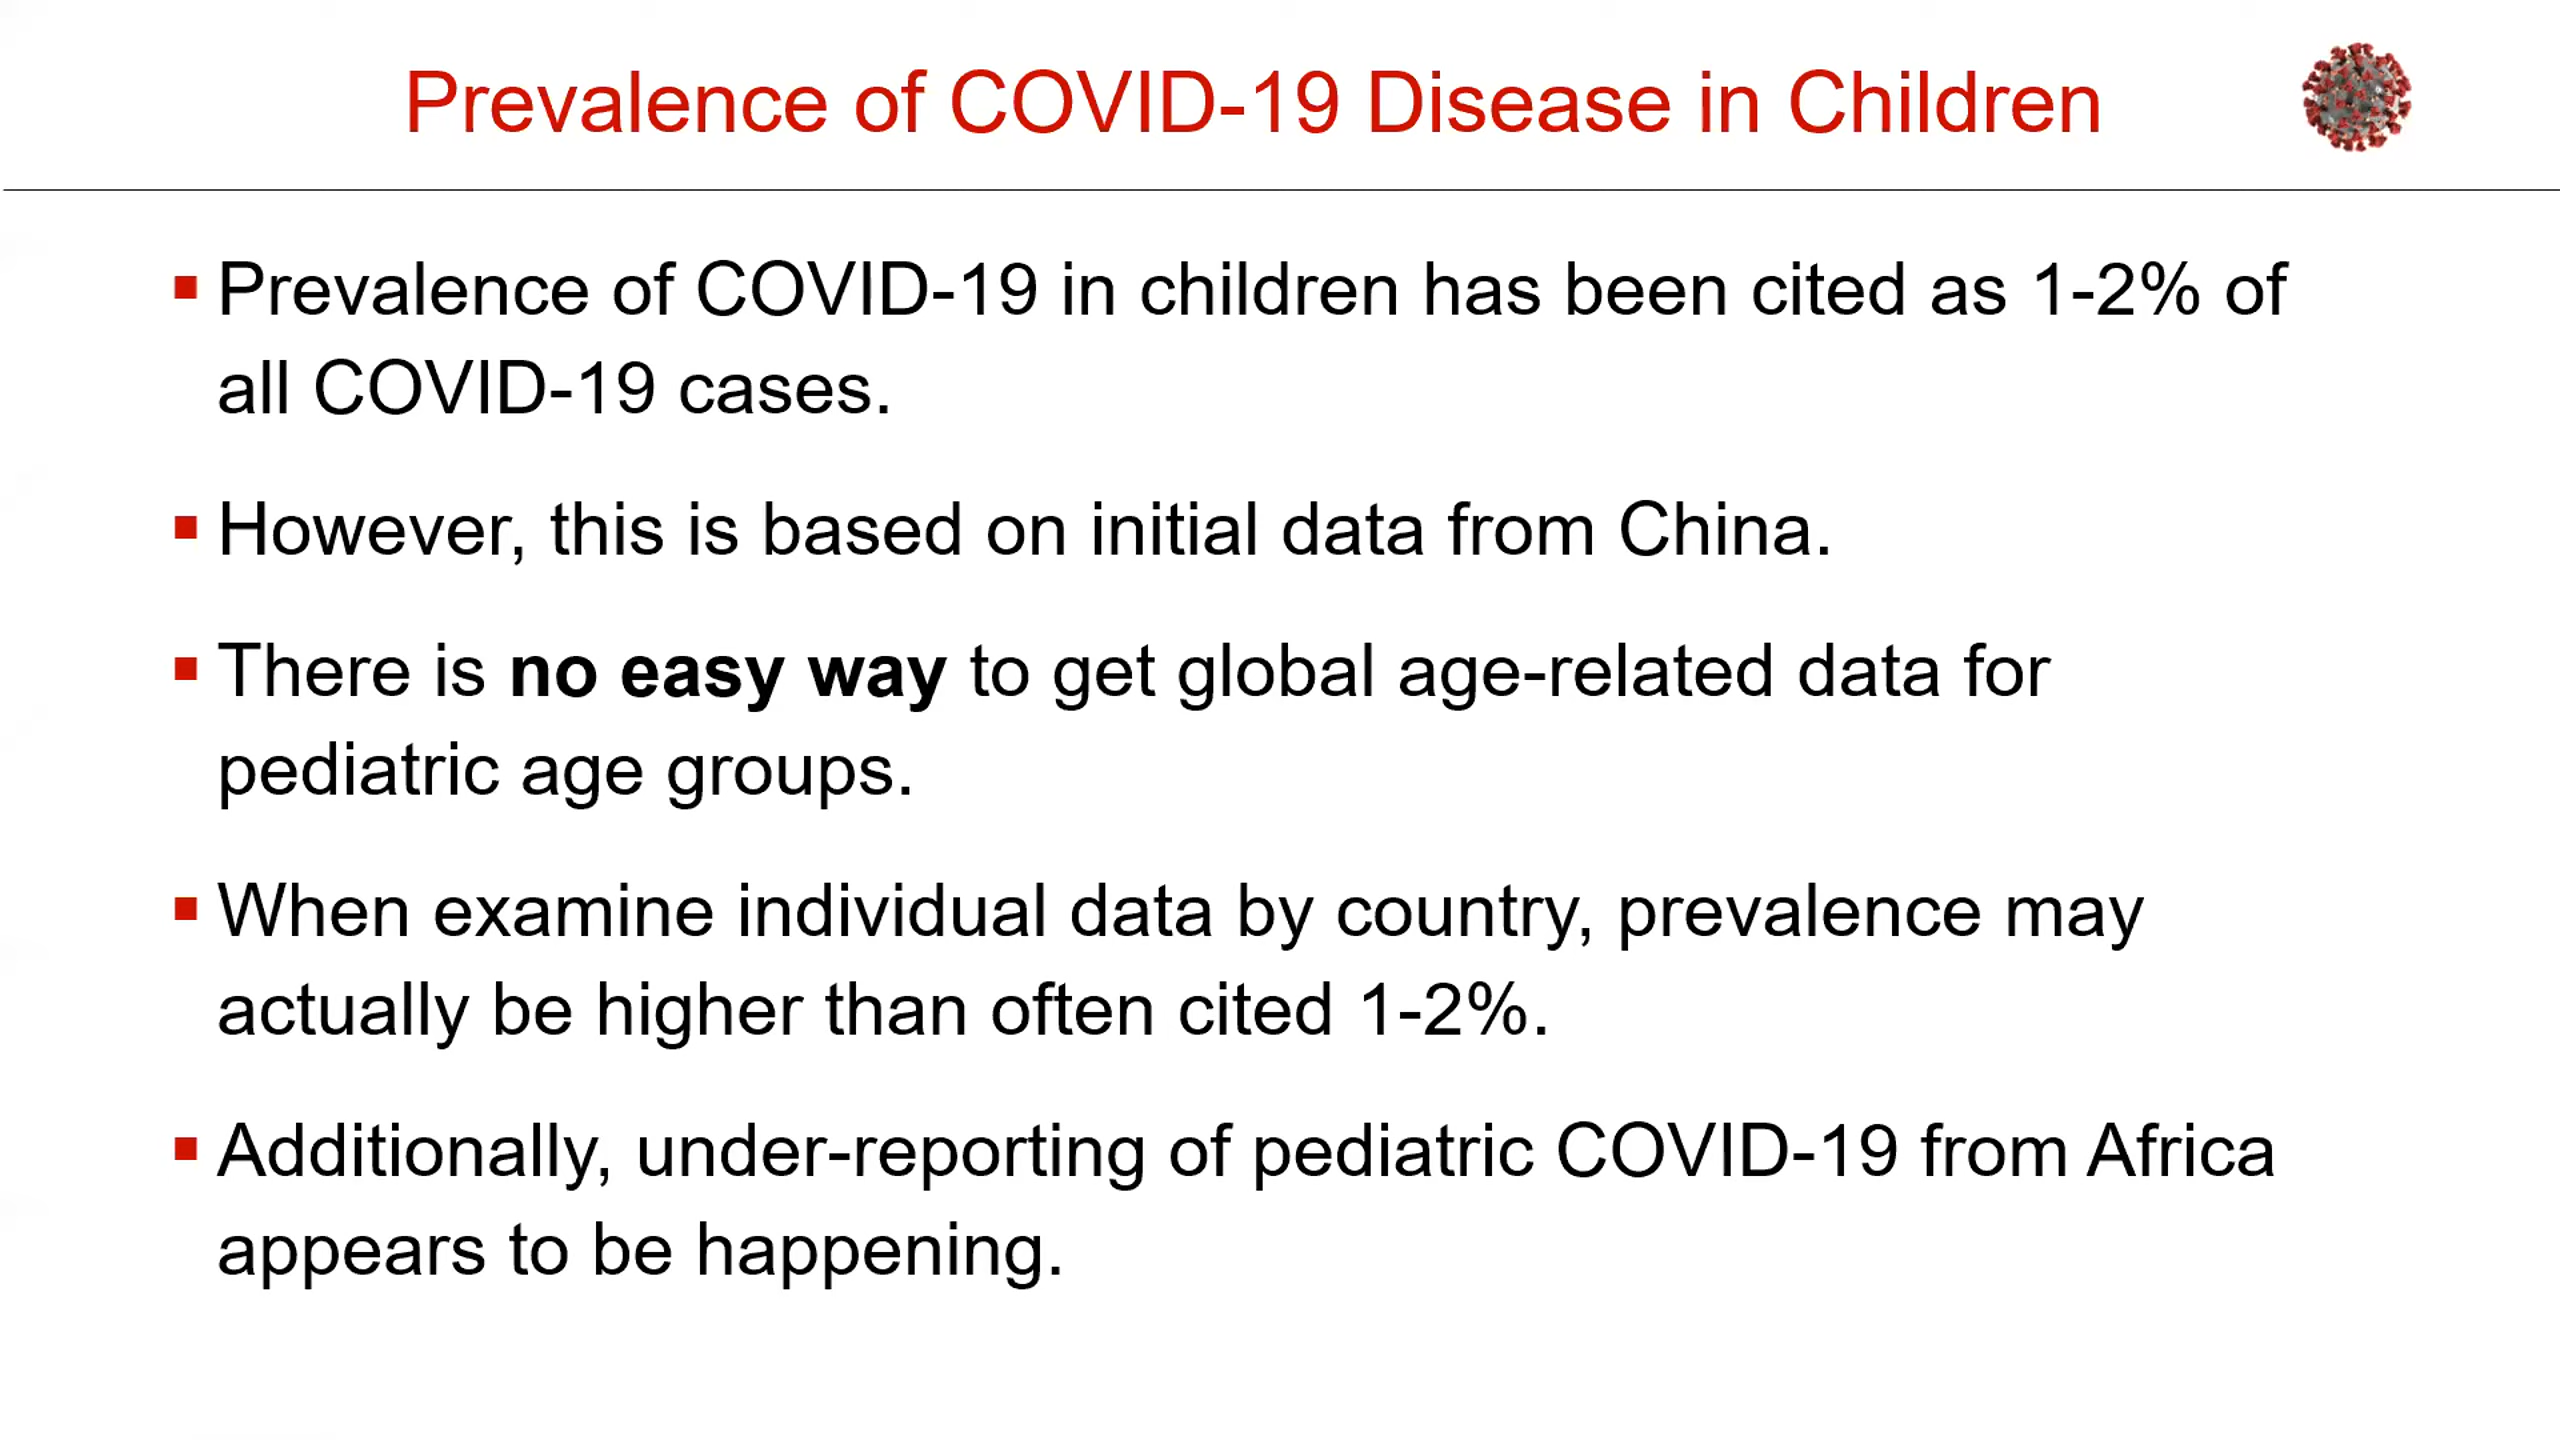 Prevalence of COVID-19 Disease in Children
▪ Prevalence of COVID-19 in children has been cited as 1-2% of
all COVID-19 cases.
▪ However, this is based on initial data from China.
▪ There is no easy way to get global age-related data for
pediatric age groups.
▪ When examine individual data by country, prevalence may
actually be higher than often cited 1-2%.
▪ Additionally, under-reporting of pediatric COVID-19 from Africa
appears to be happening.